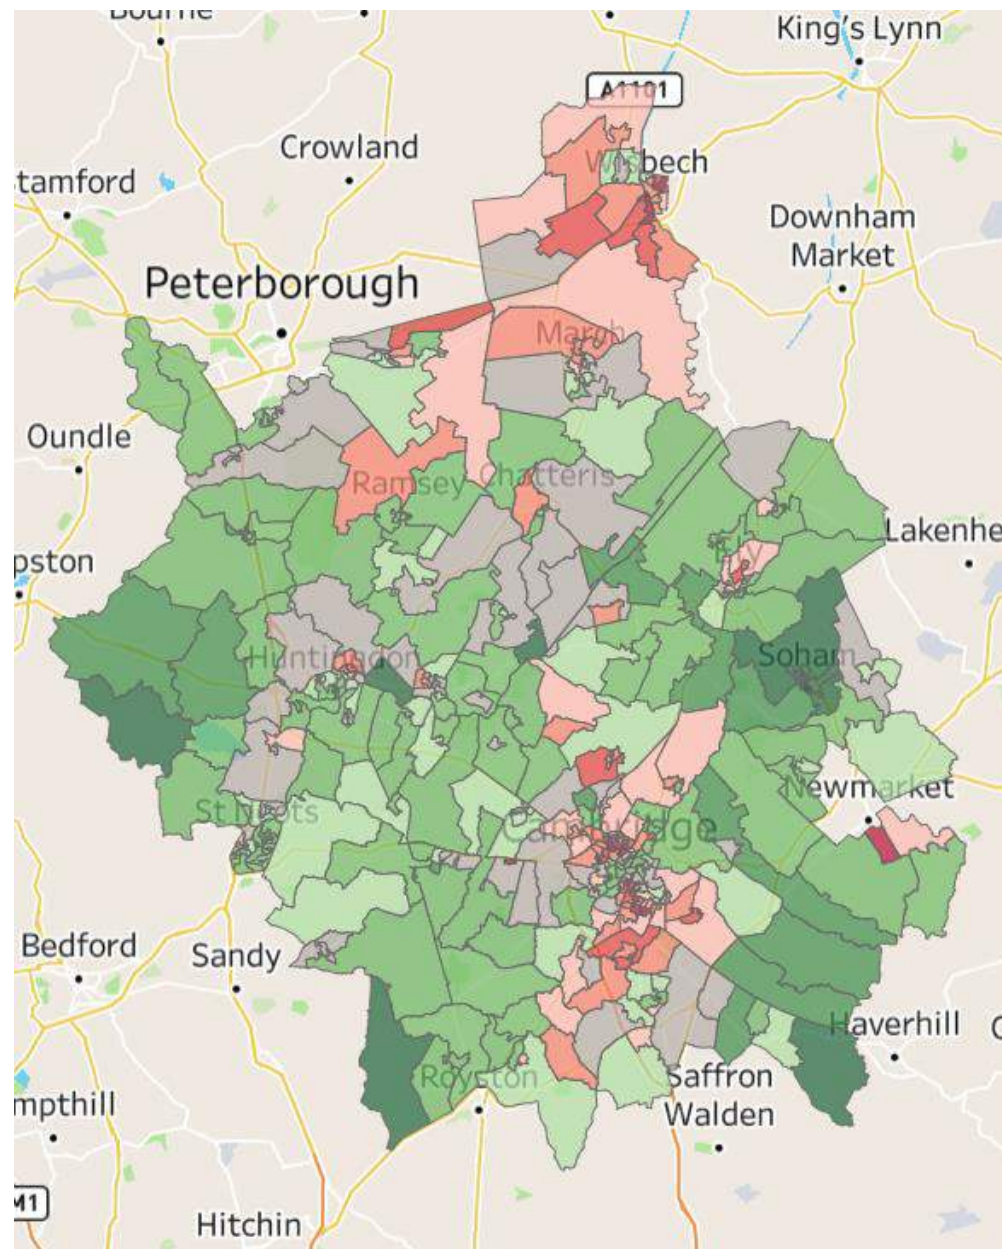 King's Lynn
A1101
Crowland
Wisbech
tamford
Downham
Market
Peterborough
March
Oundle
Ramsey
Chatteris
Lakenhe
Ely
pston
Huntingdon
Soham
Newmarket
St Neots
Cambridge
Bedford
Sandy
Haverhill
C
Royston
Saffron
Walden
mpthill
M1
Hitchin